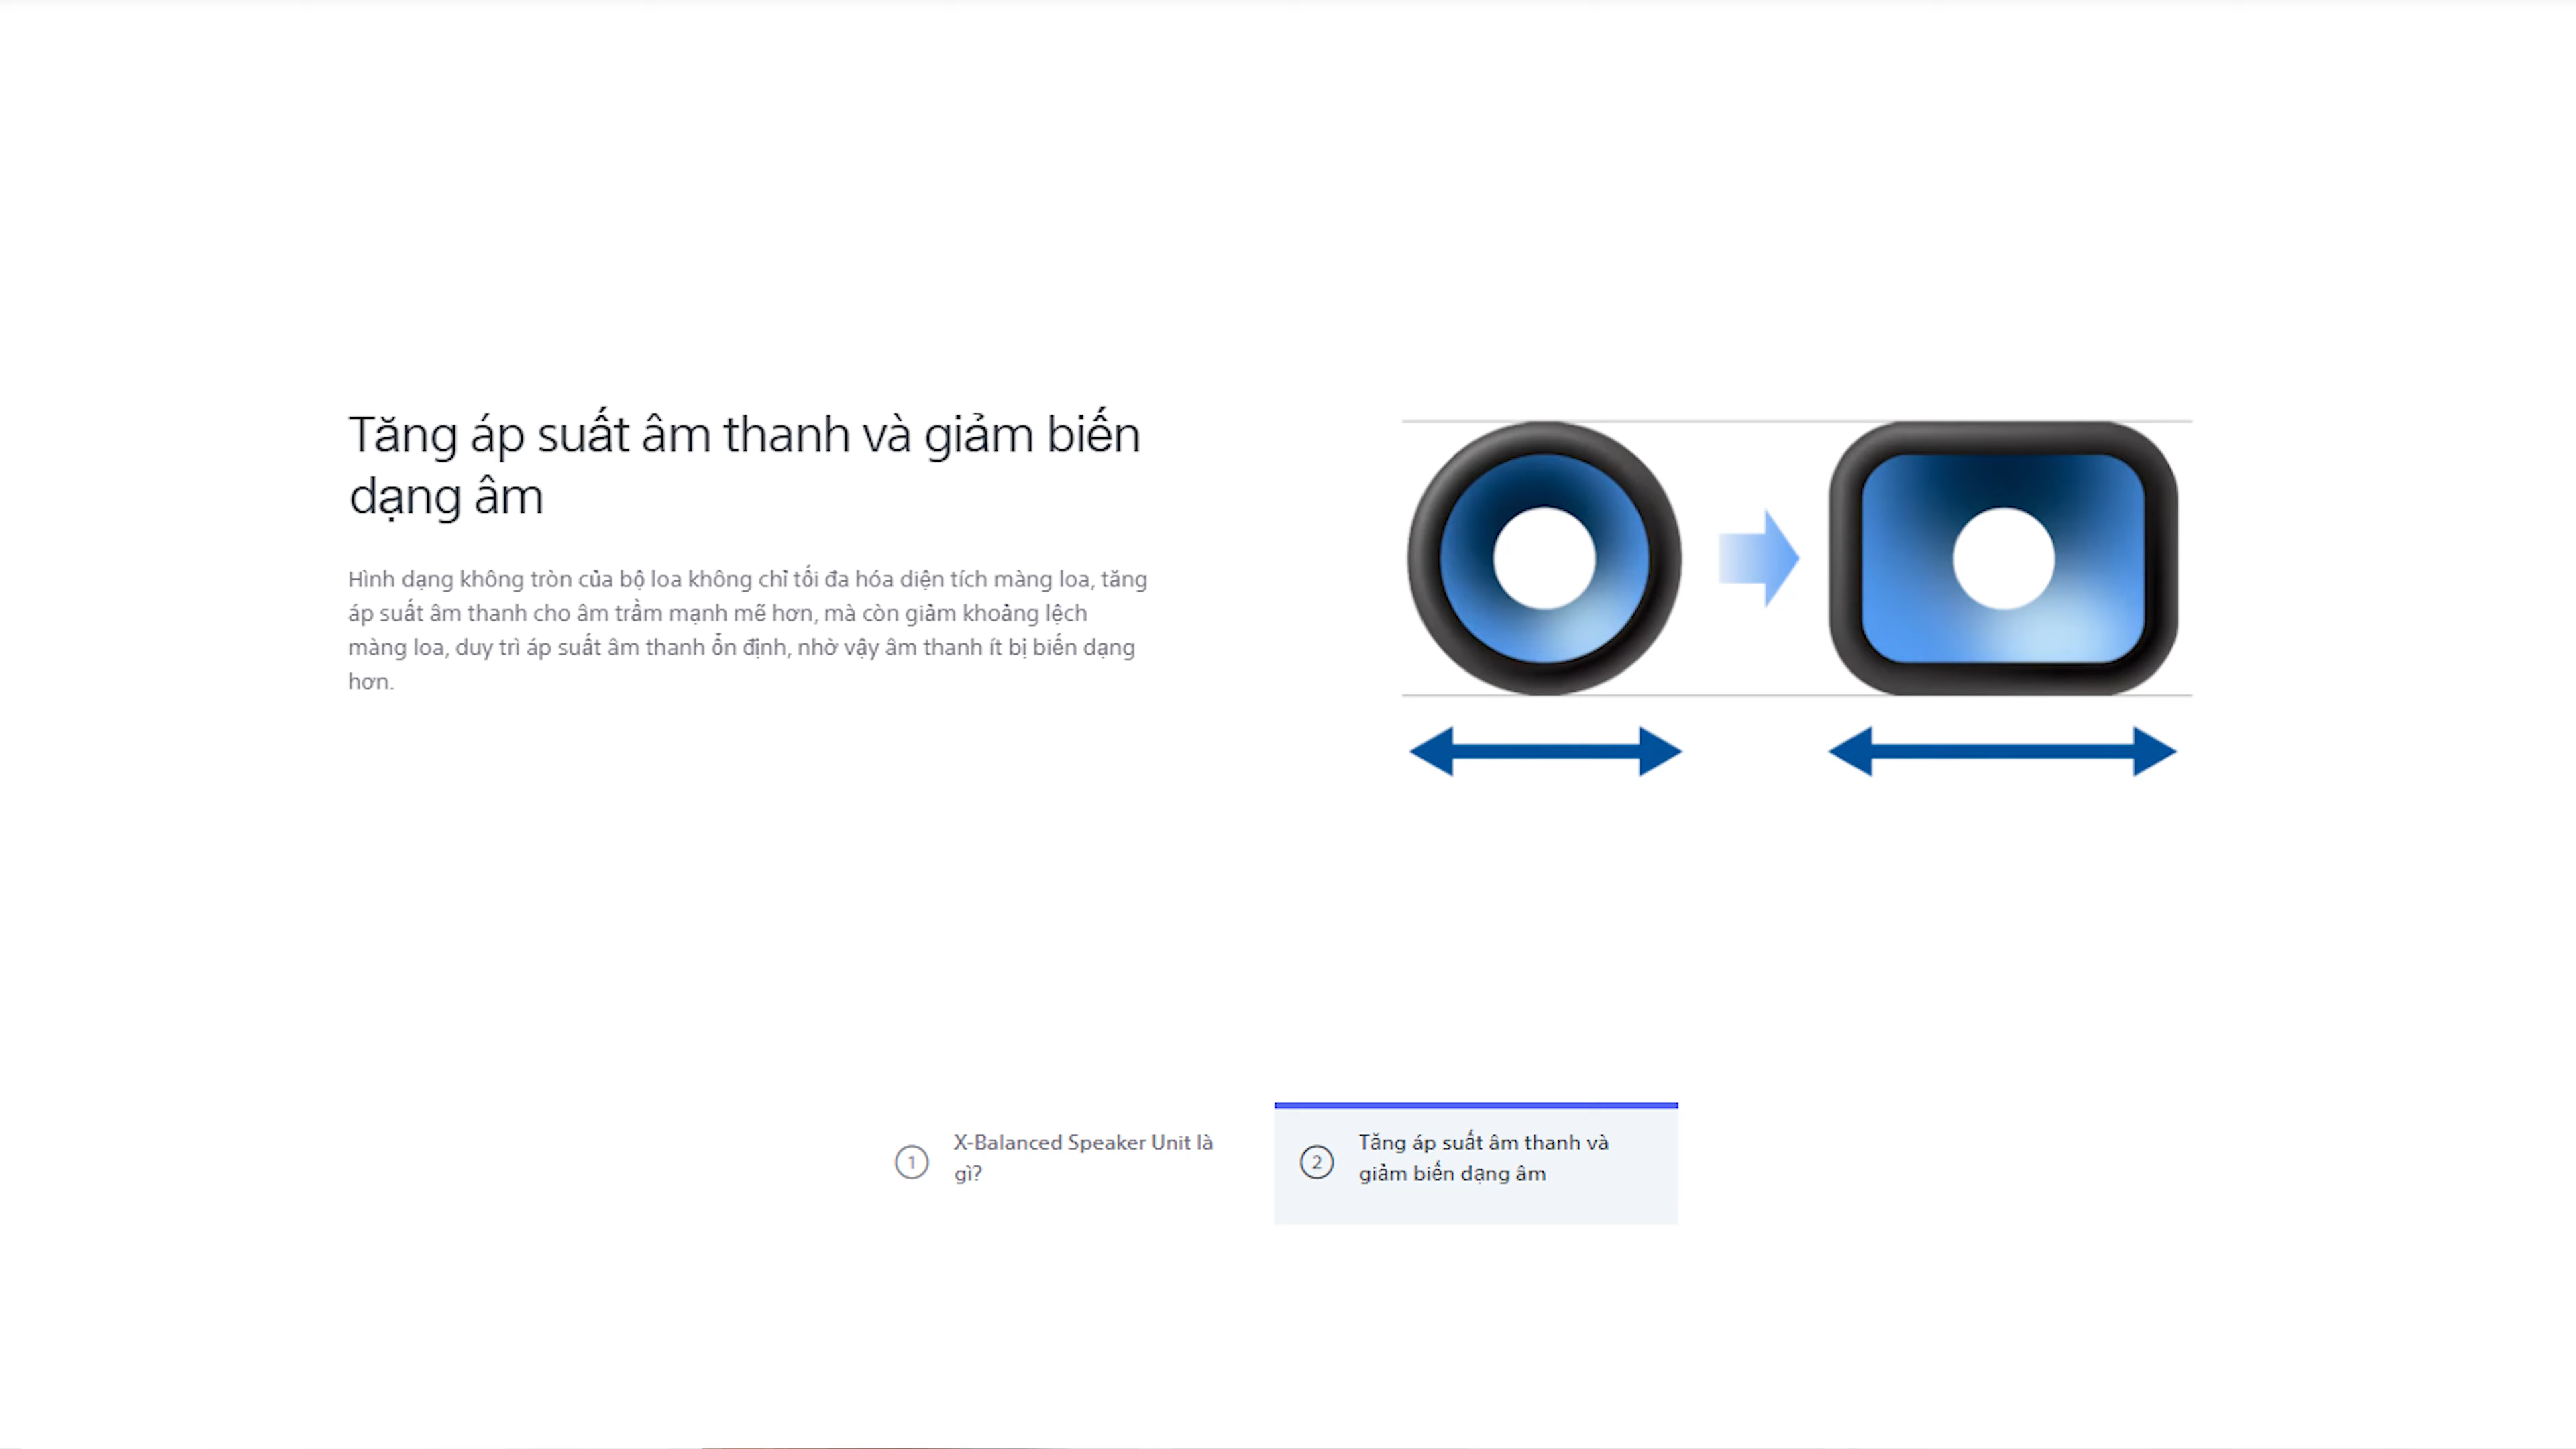 Tăng áp suất âm thanh và giảm biến
dạng âm
Hình dạng không tròn của bộ loa không chỉ tối đa hóa diện tích màng loa, tăng
áp suất âm thanh cho âm trầm mạnh mẽ hơn, mà còn giảm khoảng lệch
màng loa, duy trì áp suất âm thanh ổn định, nhờ vậy âm thanh ít bị biến dạng
hơn.
1
X-Balanced Speaker Unit là
gì?
2
Tăng áp suất âm thanh và
giảm biến dạng âm